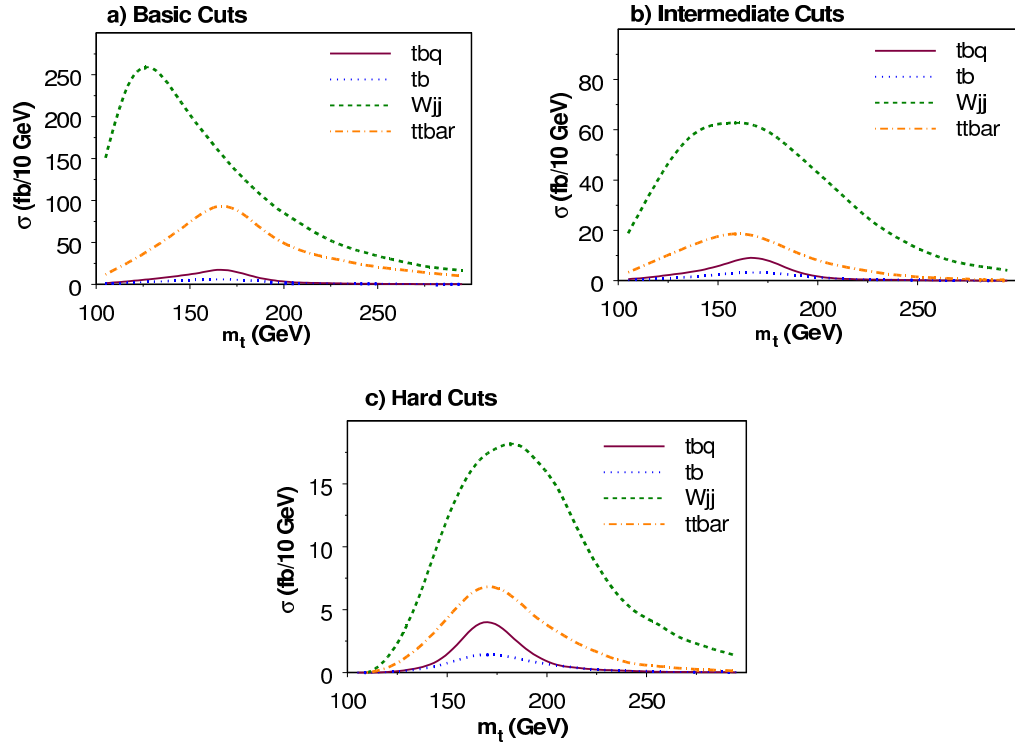 a) Basic Cuts
σ (fb/10 GeV)
250
200
150
100
50
0
100
150
200
250
m_t (GeV)
tbq
tb
Wjj
ttbar
b) Intermediate Cuts
σ (fb/10 GeV)
80
60
40
20
0
100
150
200
250
m_t (GeV)
tbq
tb
Wjj
ttbar
c) Hard Cuts
σ (fb/10 GeV)
15
10
5
0
100
150
200
250
m_t (GeV)
tbq
tb
Wjj
ttbar